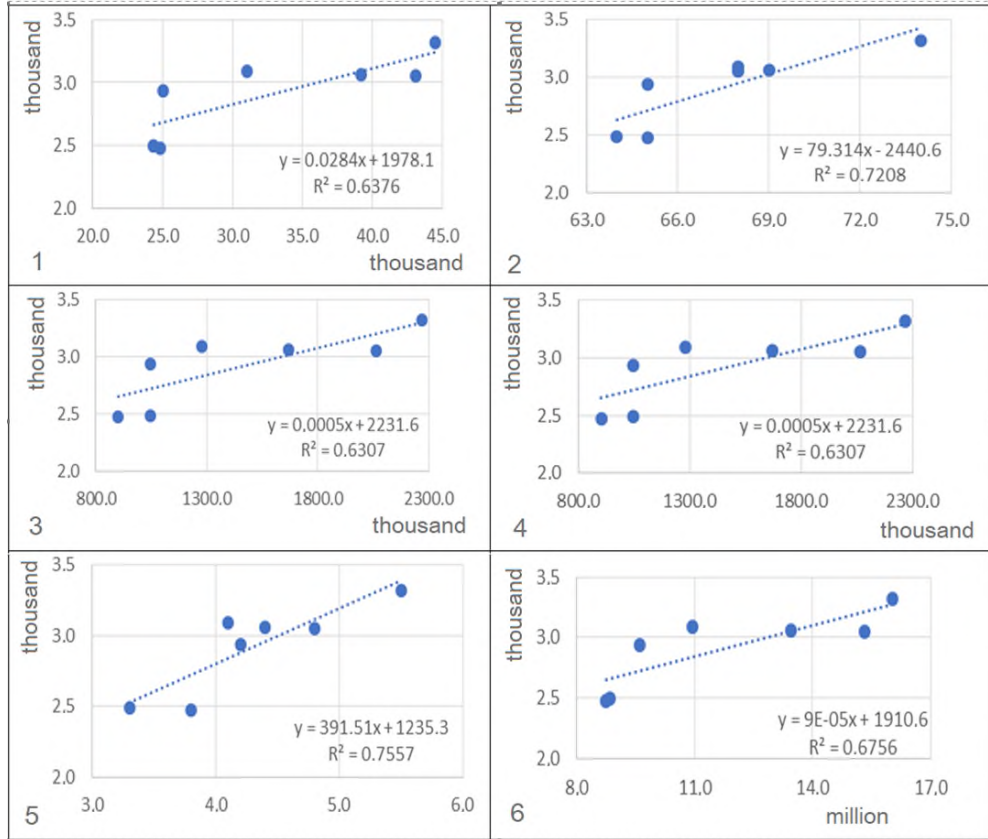 thousand
3.5
3.0
2.5
2.0
y = 0.0284x + 1978.1
R² = 0.6376
20.0 25.0 30.0 35.0 40.0 45.0
1
thousand
thousand
3.5
3.0
2.5
2.0
y = 79.314x - 2440.6
R² = 0.7208
63.0 66.0 69.0 72.0 75.0
2
thousand
3.5
3.0
2.5
2.0
y = 0,0005x + 2231.6
R² = 0.6307
800.0 1300.0 1800.0 2300.0
3
thousand
thousand
3.5
3.0
2.5
2.0
y = 0,0005x + 2231.6
R² = 0,6307
800.0 1300.0 1800.0 2300.0
4
thousand
thousand
3.5
3.0
2.5
2.0
y = 391.51x + 1235.3
R² = 0.7557
3.0 4.0 5.0 6.0
5
thousand
3.5
3.0
2.5
2.0
y = 9E-05x + 1910.6
R² = 0.6756
8.0 11.0 14.0 17.0
6
million